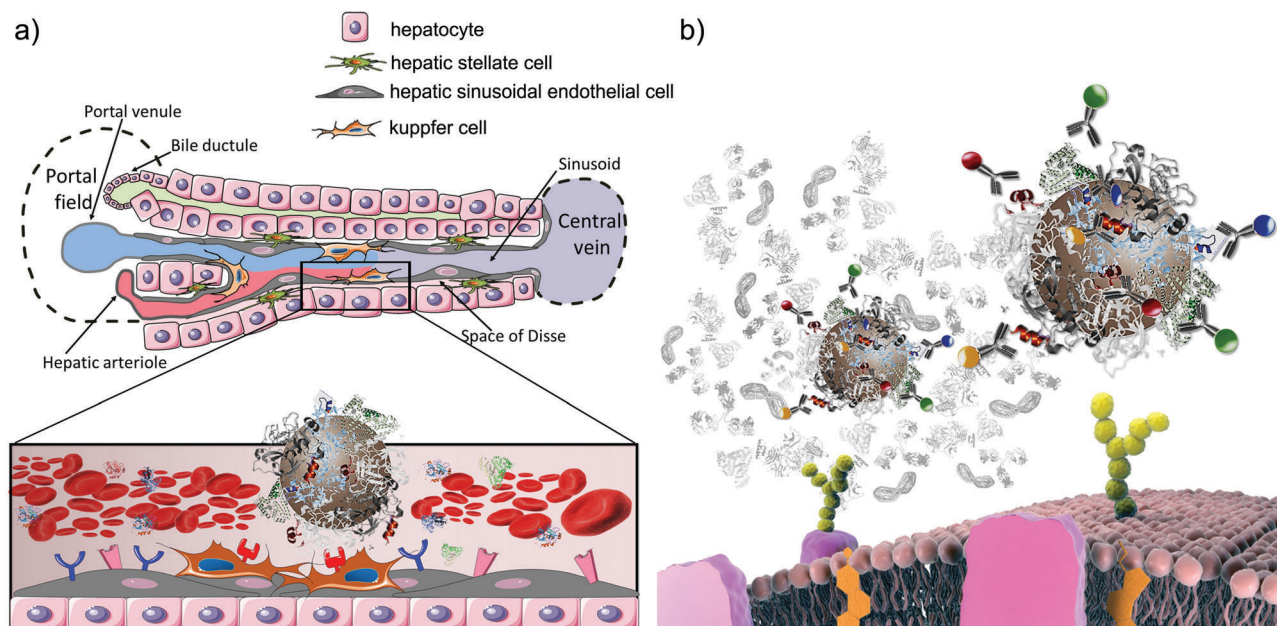 a)
hepatocyte
hepatic stellate cell
hepatic sinusoidal endothelial cell
kuppfer cell
Portal venule
Bile ductule
Sinusoid
Portal
field
Central
vein
Space of Disse
Hepatic arteriole
b)